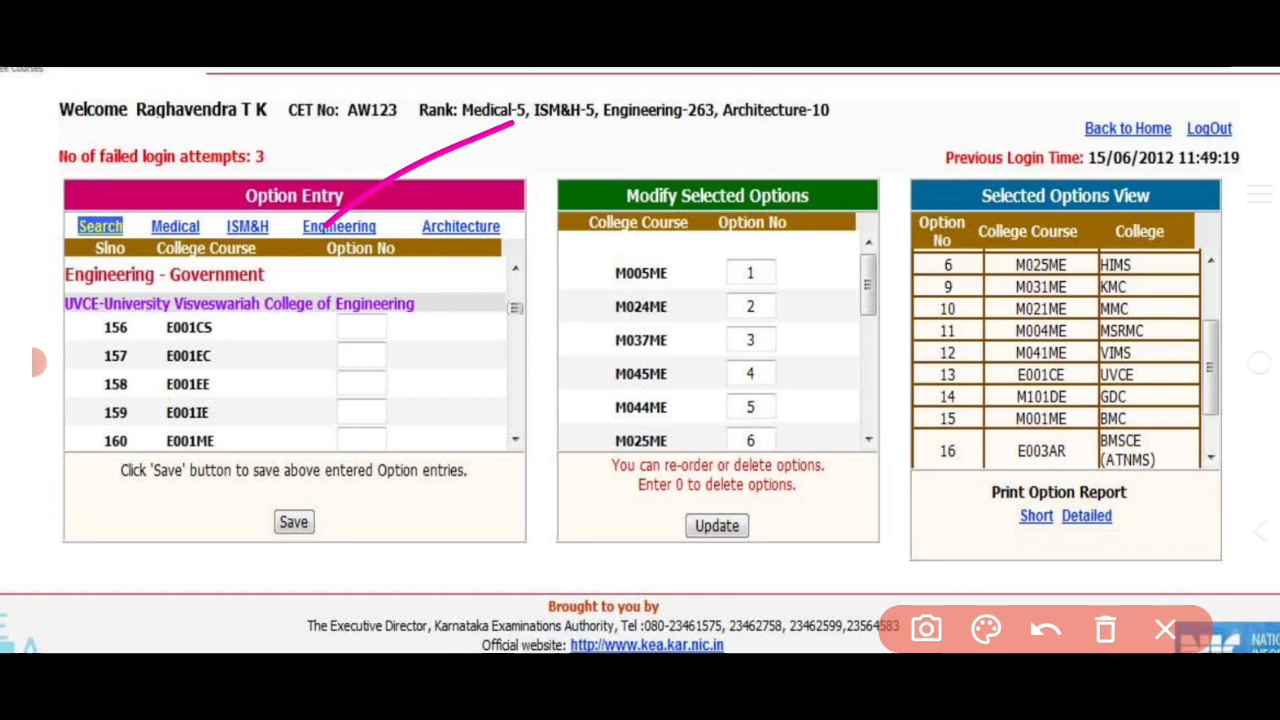 ee Courses
Welcome Raghavendra T K CET No: AW123 Rank: Medical-5, ISM&H-5, Engineering-263, Architecture-10
Back to Home LogOut
No of failed login attempts: 3
Previous Login Time: 15/06/2012 11:49:19
Option Entry
Search Medical ISM&H Engineering Architecture
Slno College Course Option No
Engineering - Government
UVCE-University Visveswariah College of Engineering
156 E001CS
157 E001EC
158 E001EE
159 E001IE
160 E001ME
Click 'Save' button to save above entered Option entries.
Save
Modify Selected Options
College Course Option No
M005ME 1
M024ME 2
M037ME 3
M045ME 4
M044ME 5
M025ME 6
You can re-order or delete options.
Enter 0 to delete options.
Update
Selected Options View
Option No College Course College
6 M025ME HIMS
9 M031ME KMC
10 M021ME MMC
11 M004ME MSRMC
12 M041ME VIMS
13 E001CE UVCE
14 M101DE GDC
15 M001ME BMC
16 E003AR BMSCE (ATNMS)
Print Option Report
Short Detailed
Brought to you by
The Executive Director, Karnataka Examinations Authority, Tel :080-23461575, 23462758, 23462599,23564583
Official website: http://www.kea.kar.nic.in